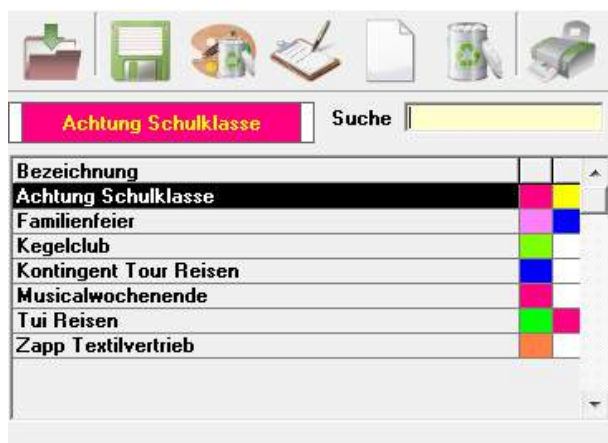 Achtung Schulklasse
Suche
Bezeichnung
Achtung Schulklasse
Familienfeier
Kegelclub
Kontingent Tour Reisen
Musicalwochenende
Tui Reisen
Zapp Textilvertrieb